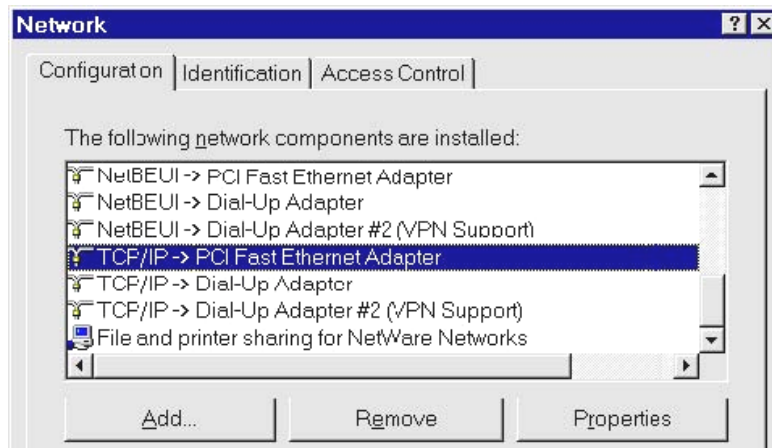 Network
Configuration Identification Access Control
The following network components are installed:
NetBEUI -> PCI Fast Ethernet Adapter
NetBEUI -> Dial-Up Adapter
NetBEUI -> Dial-Up Adapter #2 (VPN Support)
TCP/IP -> PCI Fast Ethernet Adapter
TCP/IP -> Dial-Up Adaptor
TCP/IP -> Dial-Up Adapter #2 (VPN Support)
File and printer sharing for NetWare Networks
Add... Remove Properties